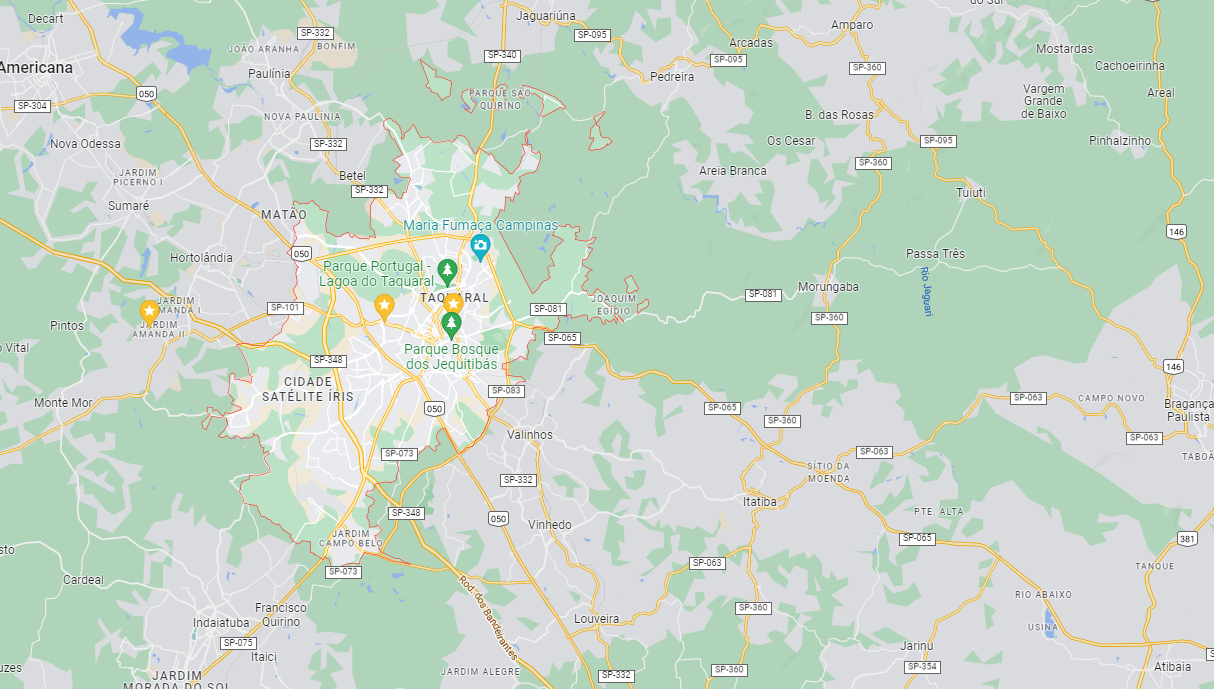 do Sul
Decart
Jaguariúna
SP-332
SP-095
Amparo
JOÃO ARANHA
BONFIM
SP-340
Arcadas
Mostardas
Americana
Paulínia
SP-095
SP-360
Cachoeirinha
Pedreira
050
PARQUE SÃO
QUIRINO
Vargem
Grande
de Baixo
Areal
SP-304
NOVA PAULINIA
B. das Rosas
Nova Odessa
SP-332
Os Cesar
SP-095
Pinhalzinho
JARDIM
PICERNO I
Betel
SP-360
Areia Branca
SP-332
Tuiuti
Sumaré
MATÃO
Maria Fumaça Campinas
146
050
Hortolândia
Passa Três
Parque Portugal -
Lagoa do Taquaral
Rio Jaguari
Morungaba
TAQUARAL
SP-081
JARDIM
AMANDA I
SP-101
SP-081
JOAQUIM
EGÍDIO
SP-360
Pintos
JARDIM
AMANDA II
SP-065
o Vital
Parque Bosque
dos Jequitibás
SP-348
146
CIDADE
SATÉLITE ÍRIS
SP-083
Monte Mor
050
SP-065
SP-360
SP-063
CAMPO NOVO
Bragança
Paulista
Valinhos
SP-063
SP-073
SP-065
TABOÃ
SÍTIO DA
MOENDA
SP-332
Itatiba
SP-348
050
Vinhedo
PTE. ALTA
JARDIM
CAMPO BELO
SP-065
381
sto
SP-073
SP-063
TANQUE
Cardeal
Rod. dos Bandeirantes
RIO ABAIXO
Francisco
Quirino
SP-360
Indaiatuba
Louveira
USINA
SP-075
Itaici
Jarinu
uzes
JARDIM
MORADA DO SOL
JARDIM ALEGRE
SP-332
SP-360
SP-354
Atibaia